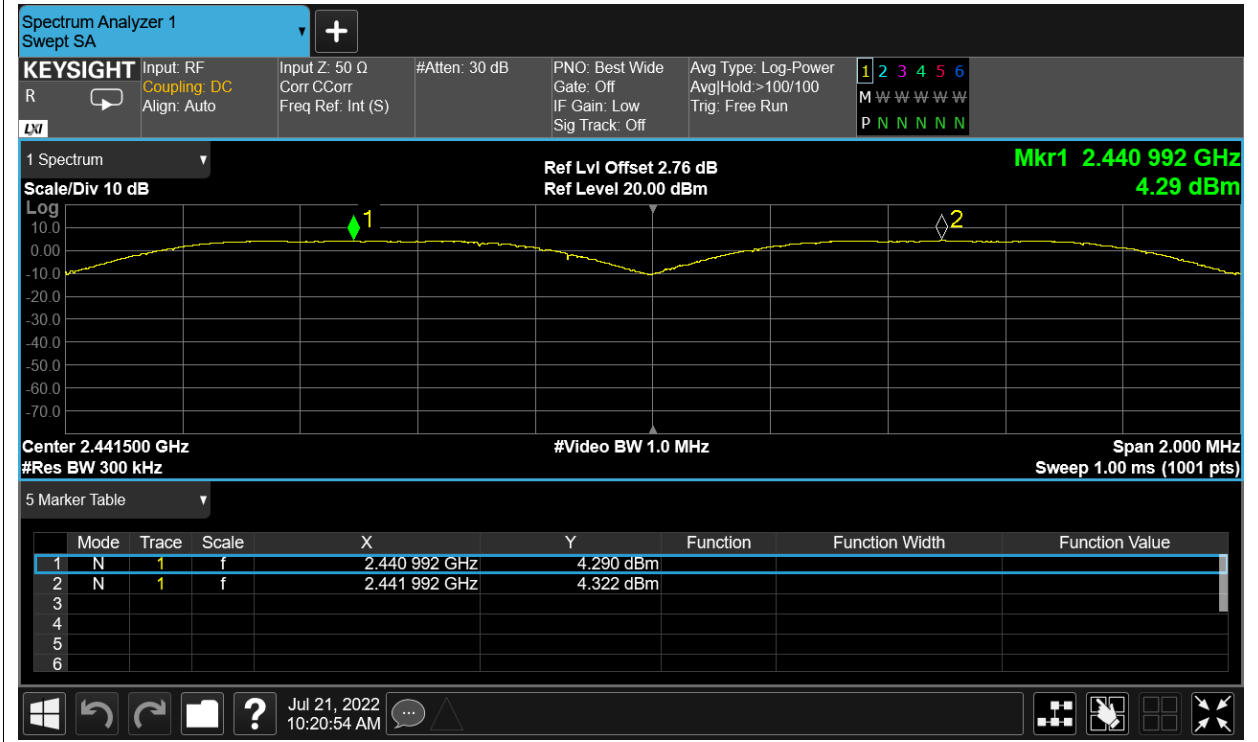 Spectrum Analyzer 1
Swept SA
+
KEYSIGHT Input: RF Input Z: 50 Ω #Atten: 30 dB PNO: Best Wide Avg Type: Log-Power 1 2 3 4 5 6
R Coupling: DC Corr CCorr Gate: Off Avg|Hold:>100/100 M W W W W W
Align: Auto Freq Ref: Int (S) IF Gain: Low Trig: Free Run
LXI Sig Track: Off P N N N N N
1 Spectrum Ref Lvl Offset 2.76 dB Mkr1 2.440 992 GHz
Scale/Div 10 dB Ref Level 20.00 dBm 4.29 dBm
Log
1 2
10.0
0.00
-10.0
-20.0
-30.0
-40.0
-50.0
-60.0
-70.0
Center 2.441500 GHz #Video BW 1.0 MHz Span 2.000 MHz
#Res BW 300 kHz Sweep 1.00 ms (1001 pts)
5 Marker Table
Mode Trace Scale X Y Function Function Width Function Value
1 N 1 f 2.440 992 GHz 4.290 dBm
2 N 1 f 2.441 992 GHz 4.322 dBm
3
4
5
6
? Jul 21, 2022
10:20:54 AM